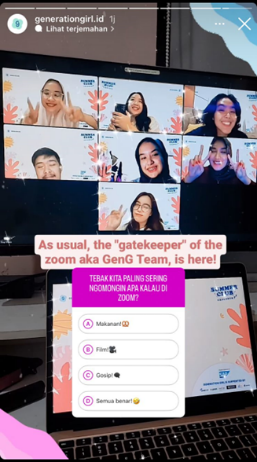 generationgirl.id 1j
Lihat terjemahan >
As usual, the "gatekeeper" of the
zoom aka GenG Team, is here!
TEBAK KITA PALING SERING
NGOMONGIN APA KALAU DI
ZOOM?
A Makanan!
B Film!
C Gosip!
D Semua benar!
SUMMER
CLUB